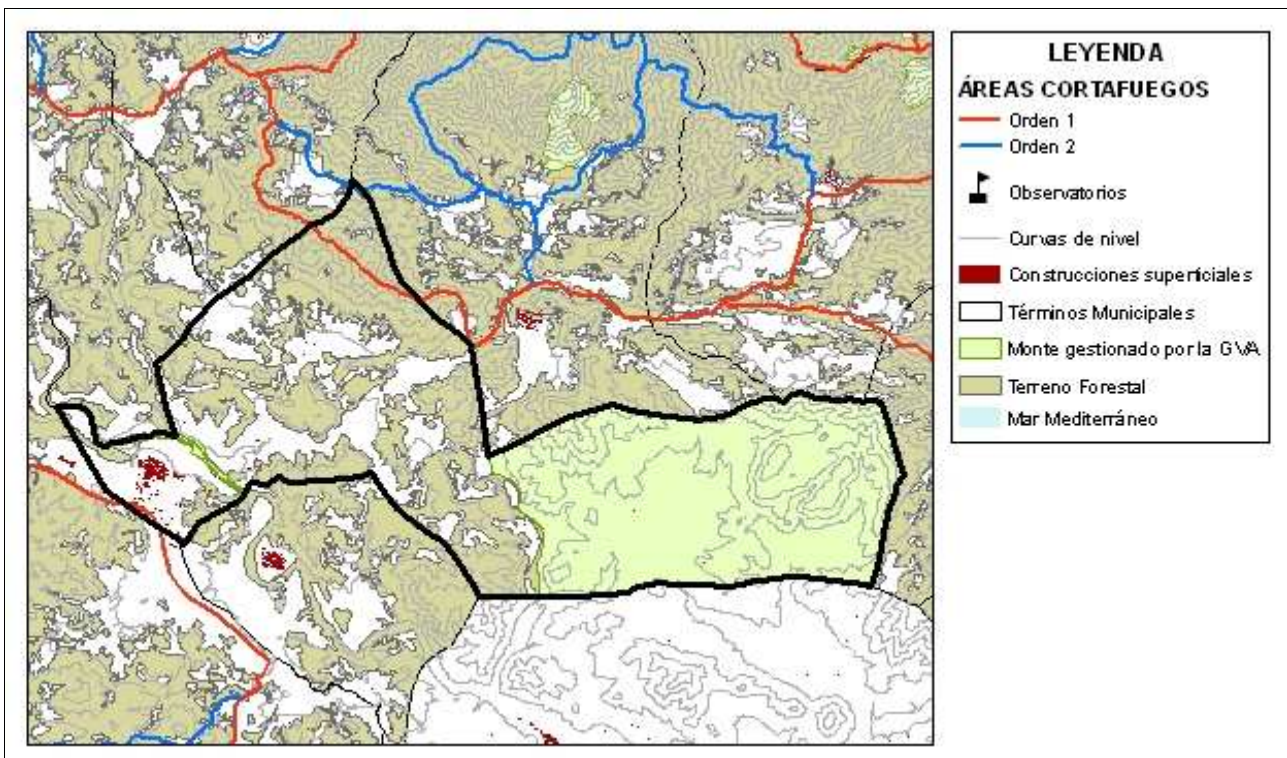 LEYENDA
ÁREAS CORTAFUEGOS
Orden 1
Orden 2
Observatorios
Curvas de nivel
Construcciones superficiales
Términos Municipales
Monte gestionado por la GVA
Terreno Forestal
Mar Mediterráneo